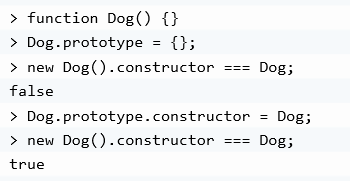 > function Dog() {}
> Dog.prototype = {};
> new Dog().constructor === Dog;
false
> Dog.prototype.constructor = Dog;
> new Dog().constructor === Dog;
true